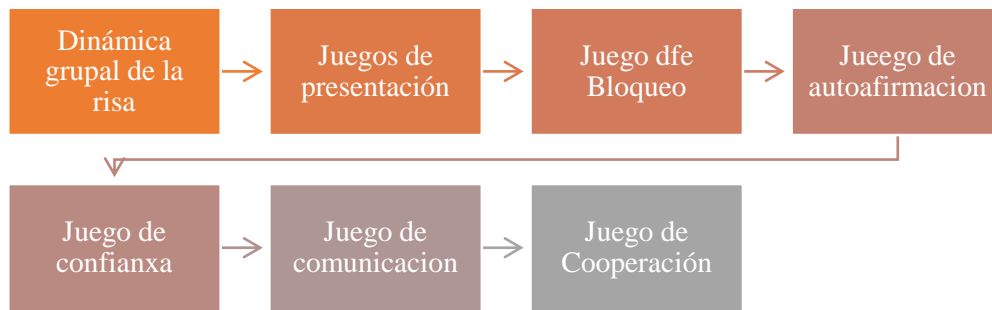 Dinámica
grupal de la
risa
Juegos de
presentación
Juego dfe
Bloqueo
Jueego de
autoafirmacion
Juego de
confianxa
Juego de
comunicacion
Juego de
Cooperación